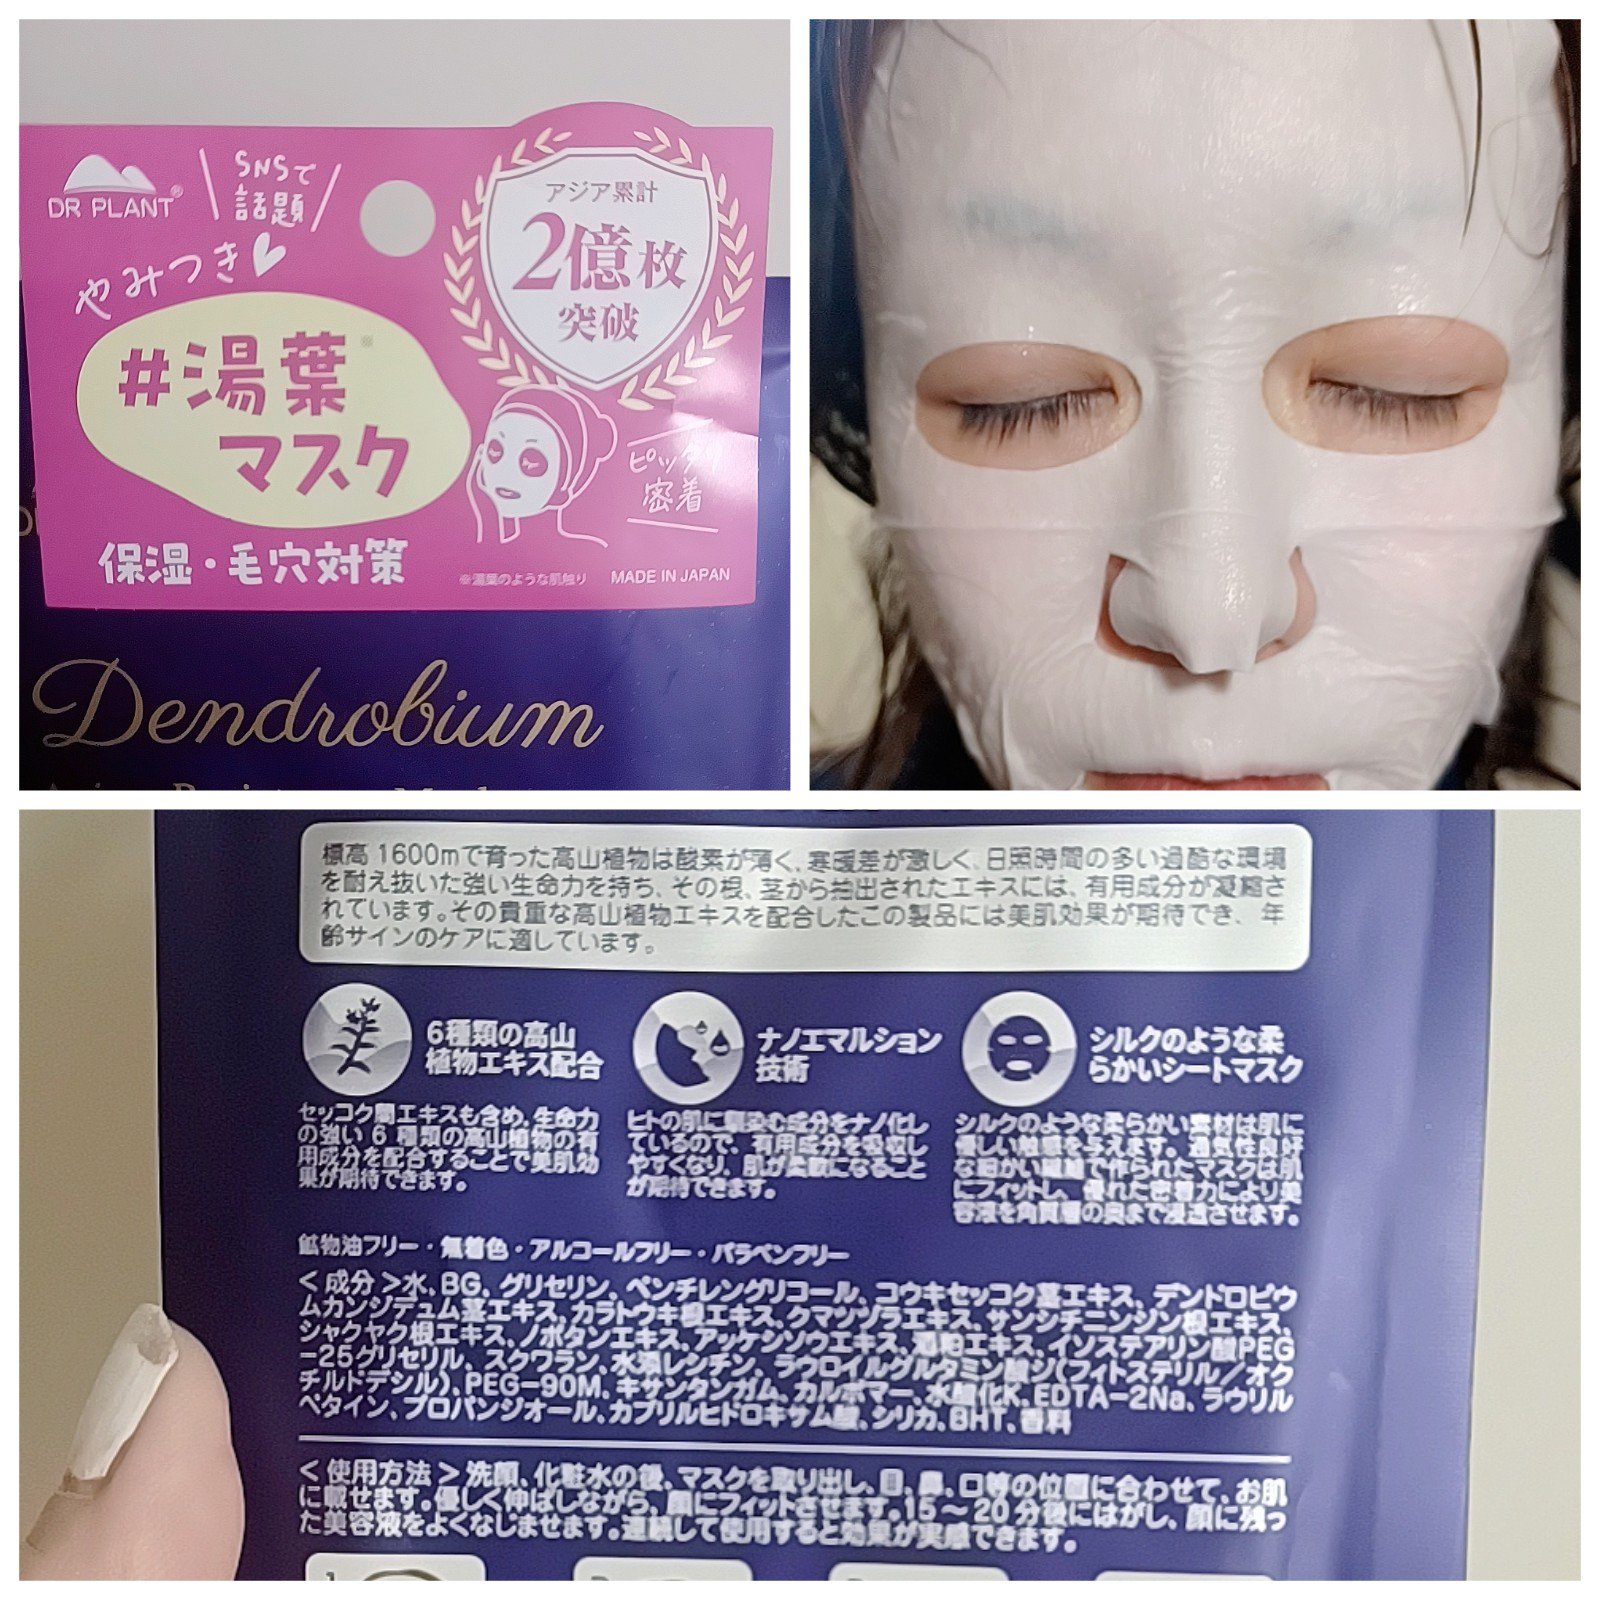 DR PLANT®
SNSで
話題
やみつき
#湯葉※
マスク
保湿・毛穴対策
アジア累計
2億枚
突破
ピッタリ
密着
※湯葉のような肌触り
MADE IN JAPAN
Dendrobium
標高1600mで育った高山植物は酸素が薄く、寒暖差が激しく、日照時間の多い過酷な環境
を耐え抜いた強い生命力を持ち、その根、茎から抽出されたエキスには、有用成分が凝縮さ
れています。その貴重な高山植物エキスを配合したこの製品には美肌効果が期待でき、年
齢サインのケアに適しています。
6種類の高山
植物エキス配合
セッコク蘭エキスも含め、生命力
の強い6種類の高山植物の有
用成分を配合することで美肌効
果が期待できます。
ナノエマルション
技術
ヒトの肌に馴染む成分をナノ化し
ているので、有用成分を吸収し
やすくなり、肌が柔軟になること
が期待できます。
シルクのような柔
らかいシートマスク
シルクのような柔らかい素材は肌に
優しい触感を与えます。通気性良好
な細かい繊維で作られたマスクは肌
にフィットし、優れた密着力により美
容液を角質層の奥まで浸透させます。
鉱物油フリー・無着色・アルコールフリー・パラベンフリー
<成分>水、BG、グリセリン、ペンチレングリコール、コウキセッコク茎エキス、デンドロビウ
ムカンジデュム茎エキス、カラトウキ根エキス、クマツヅラエキス、サンシチニンジン根エキス、
シャクヤク根エキス、ノボタンエキス、アッケシソウエキス、酒粕エキス、イソステアリン酸PEG
-25グリセリル、スクワラン、水添レシチン、ラウロイルグルタミン酸ジ(フィトステリル/オク
チルドデシル)、PEG-90M、キサンタンガム、カルボマー、水酸化K、EDTA-2Na、ラウリル
ベタイン、プロパンジオール、カプリルヒドロキサム酸、シリカ、BHT、香料
<使用方法>洗顔、化粧水の後、マスクを取り出し、目、鼻、口等の位置に合わせて、お肌
に載せます。優しく伸ばしながら、顔にフィットさせます。15～20分後にはがし、顔に残っ
た美容液をよくなじませます。連続して使用すると効果が実感できます。